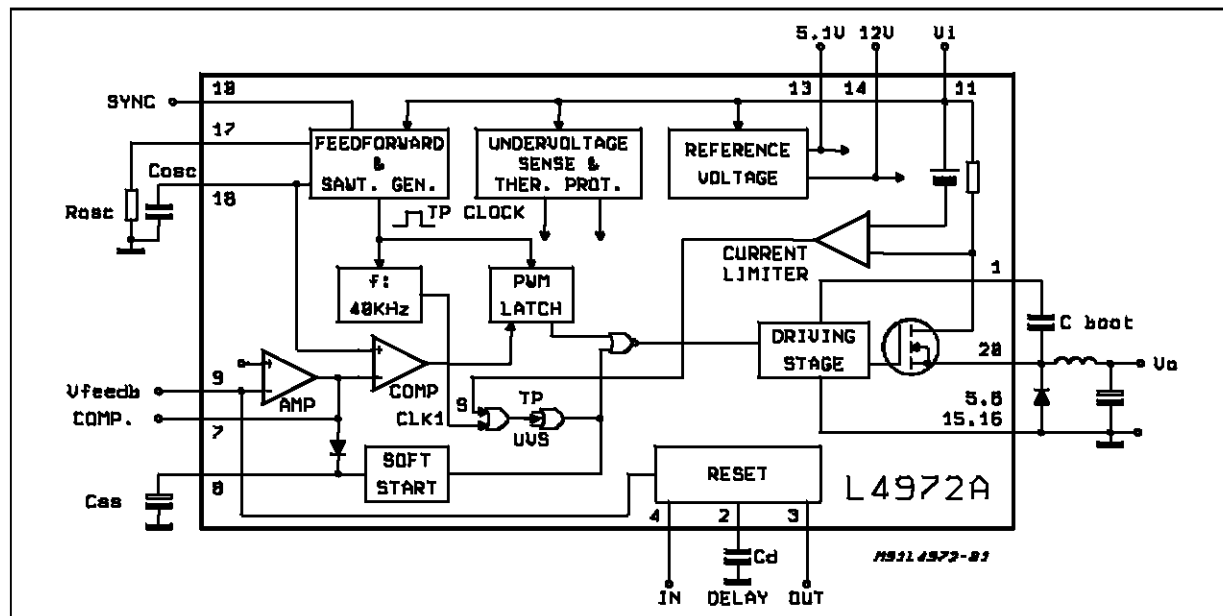 5.1V 12V Vi
18 13 14 11
SYNC
17
FEEDFORWARD
&
SAWT. GEN.
UNDERVOLTAGE
SENSE &
THER. PROT.
REFERENCE
VOLTAGE
Cosc
18
Rosc
TP CLOCK
CURRENT
LIMITER
1
f:
40KHz
PWM
LATCH
C boot
DRIVING
STAGE
20
Vo
9
Vfeedb
AMP
COMP
S
TP
5.6
COMP.
CLK1
UVS
15.16
7
SOFT
START
RESET
L4972A
8
Css
4 2 3
Cd
M91L4972-01
IN DELAY OUT